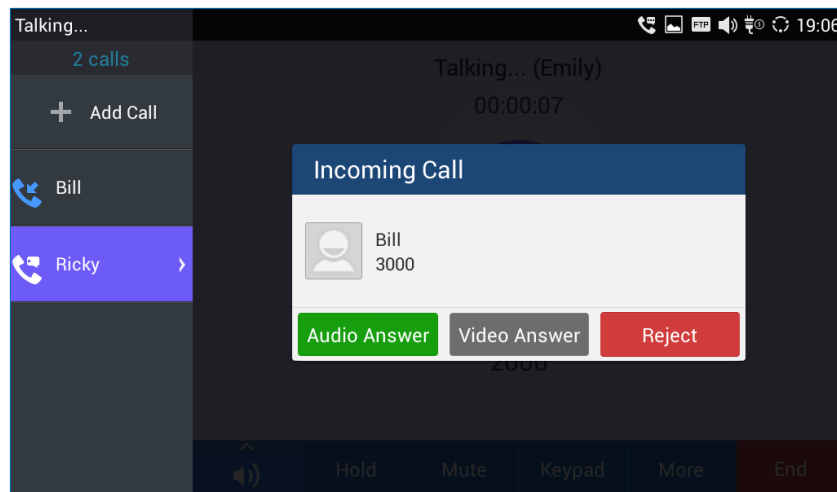 Talking...
FTP
19:06
2 calls
Add Call
Bill
Ricky
Talking... (Emily)
00:00:07
Incoming Call
Bill
3000
Audio Answer
Video Answer
Reject
2000
Hold
Mute
Keypad
More
End